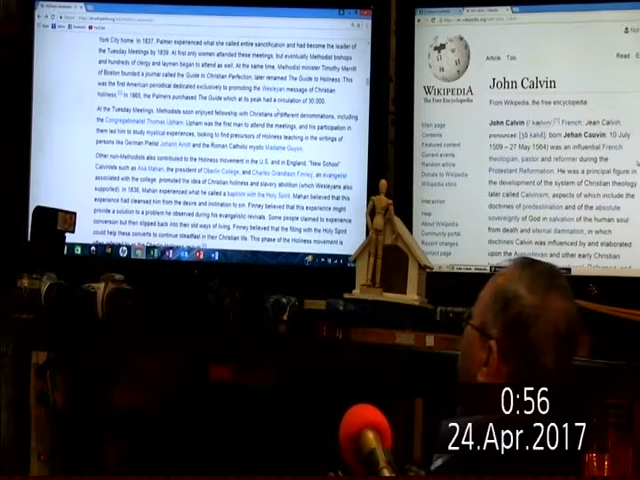 York City home. In 1837, Palmer experienced what she called entire sanctification and had become the leader of
the Tuesday Meetings by 1839. At first only women attended these meetings, but eventually Methodist bishops
and hundreds of clergy and laymen began to attend as well. At the same time, Methodist minister Timothy Merritt
of Boston founded a journal called the Guide to Christian Perfection, later renamed The Guide to Holiness. This
was the first American periodical dedicated exclusively to promoting the Wesleyan message of Christian
holiness. In 1865, the Palmers purchased The Guide which at its peak had a circulation of 30,000.
At the Tuesday Meetings, Methodists soon enjoyed fellowship with Christians of different denominations, including
the Congregationalist Thomas Upham. Upham was the first man to attend the meetings, and his participation in
them led him to study mystical experiences, looking to find precursors of Holiness teaching in the writings of
persons like German Pietist Johann Arndt and the Roman Catholic mystic Madame Guyon.
Other non-Methodists also contributed to the Holiness movement in the U.S. and in England. "New School"
Calvinists such as Asa Mahan, the president of Oberlin College, and Charles Grandison Finney, an evangelist
associated with the college, promoted the idea of Christian holiness and slavery abolition (which Wesleyans also
supported). In 1836, Mahan experienced what he called a baptism with the Holy Spirit. Mahan believed that this
experience had cleansed him from the desire and inclination to sin. Finney believed that this experience might
provide a solution to a problem he observed during his evangelistic revivals. Some people claimed to experience
conversion but then slipped back into their old ways of living. Finney believed that the filling with the Holy Spirit
could help these converts to continue steadfast in their Christian life. This phase of the Holiness movement is
WIKIPEDIA
The Free Encyclopedia
Main page
Contents
Featured content
Current events
Random article
Donate to Wikipedia
Wikipedia store
Interaction
Help
About Wikipedia
Community portal
Recent changes
Contact page
Article Talk
Read
John Calvin
From Wikipedia, the free encyclopedia
John Calvin
French: Jean Calvin,
pronounced
born Jehan Cauvin: 10 July
1509 – 27 May 1564) was an influential French
theologian, pastor and reformer during the
Protestant Reformation. He was a principal figure in
the development of the system of Christian theology
later called Calvinism, aspects of which include the
doctrines of predestination and of the absolute
sovereignty of God in salvation of the human soul
from death and eternal damnation, in which
doctrines Calvin was influenced by and elaborated
upon the Augustinian and other early Christian
0:56
24.Apr.2017